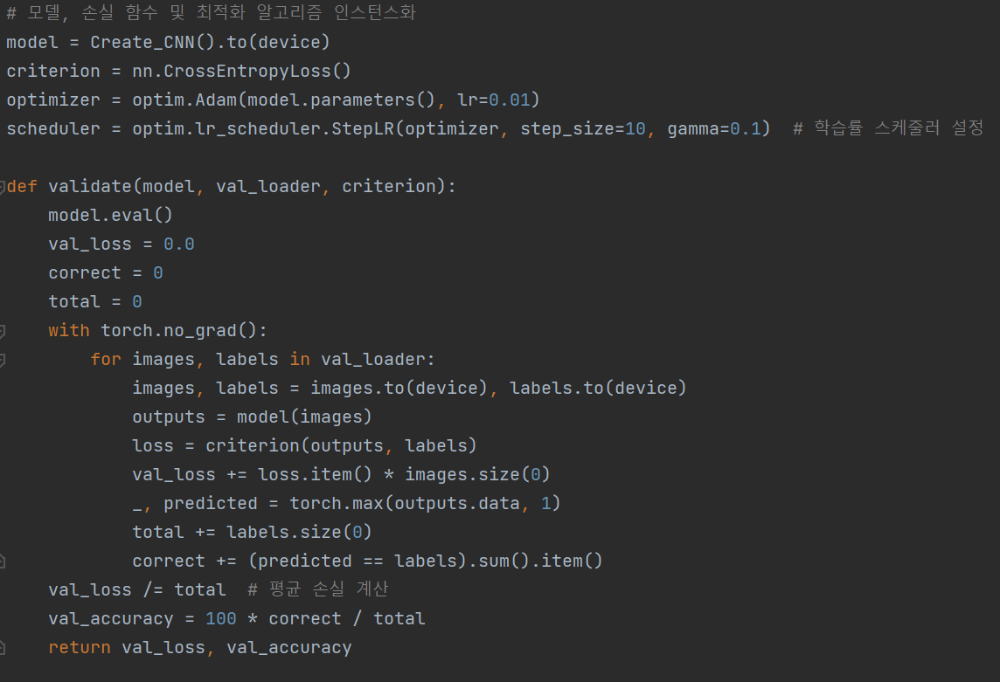 # 모델, 손실 함수 및 최적화 알고리즘 인스턴스화
model = Create_CNN().to(device)
criterion = nn.CrossEntropyLoss()
optimizer = optim.Adam(model.parameters(), lr=0.01)
scheduler = optim.lr_scheduler.StepLR(optimizer, step_size=10, gamma=0.1)  # 학습률 스케줄러 설정

def validate(model, val_loader, criterion):
    model.eval()
    val_loss = 0.0
    correct = 0
    total = 0
    with torch.no_grad():
        for images, labels in val_loader:
            images, labels = images.to(device), labels.to(device)
            outputs = model(images)
            loss = criterion(outputs, labels)
            val_loss += loss.item() * images.size(0)
            _, predicted = torch.max(outputs.data, 1)
            total += labels.size(0)
            correct += (predicted == labels).sum().item()
    val_loss /= total  # 평균 손실 계산
    val_accuracy = 100 * correct / total
    return val_loss, val_accuracy